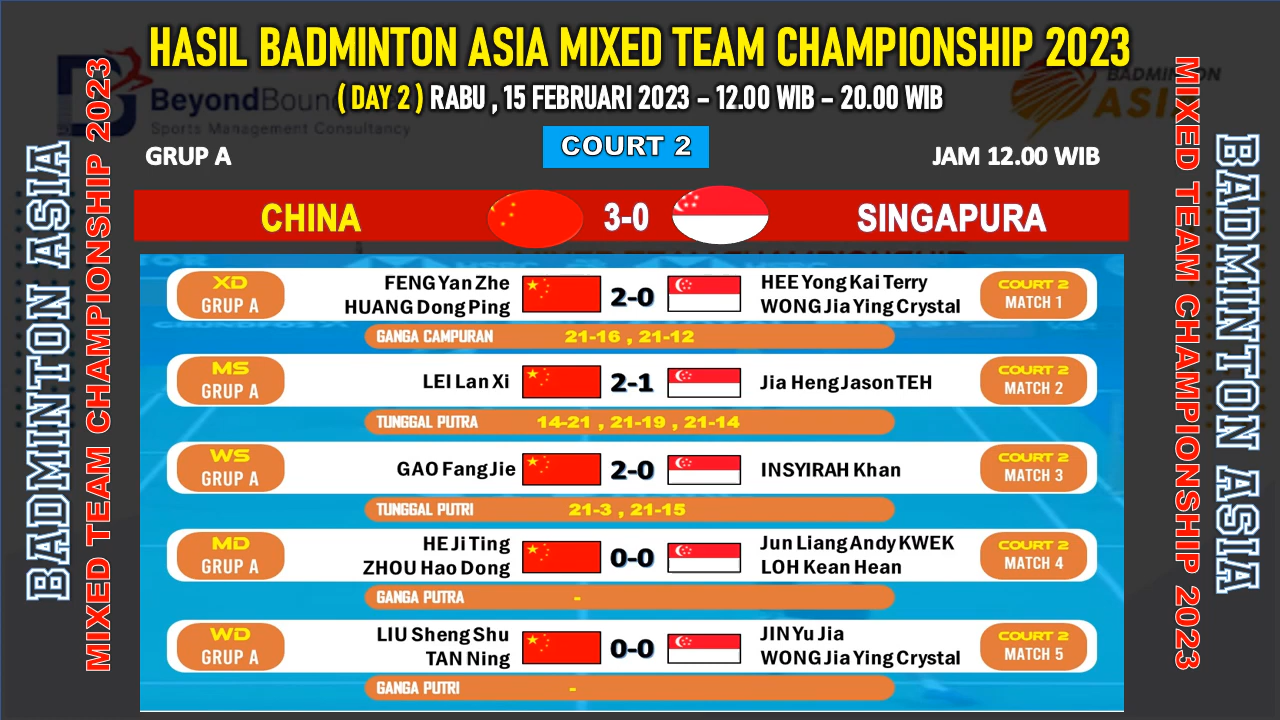 HASIL BADMINTON ASIA MIXED TEAM CHAMPIONSHIP 2023
( DAY 2 ) RABU , 15 FEBRUARI 2023 – 12.00 WIB – 20.00 WIB
BeyondBoun
Sports Management Consultancy
BADMINTON
ASIA
GRUP A
COURT 2
JAM 12.00 WIB
CHINA 3-0 SINGAPURA
XD
GRUP A
FENG Yan Zhe
HUANG Dong Ping
2-0
HEE Yong Kai Terry
WONG Jia Ying Crystal
COURT 2
MATCH 1
GANGA CAMPURAN 21-16 , 21-12
MS
GRUP A
LEI Lan Xi
2-1
Jia Heng Jason TEH
COURT 2
MATCH 2
TUNGGAL PUTRA 14-21 , 21-19 , 21-14
WS
GRUP A
GAO Fang Jie
2-0
INSYIRAH Khan
COURT 2
MATCH 3
TUNGGAL PUTRI 21-3 , 21-15
MD
GRUP A
HE Ji Ting
ZHOU Hao Dong
0-0
Jun Liang Andy KWEK
LOH Kean Hean
COURT 2
MATCH 4
GANGA PUTRA -
WD
GRUP A
LIU Sheng Shu
TAN Ning
0-0
JIN Yu Jia
WONG Jia Ying Crystal
COURT 2
MATCH 5
GANGA PUTRI -
BADMINTON ASIA
MIXED TEAM CHAMPIONSHIP 2023
MIXED TEAM CHAMPIONSHIP 2023
BADMINTON ASIA